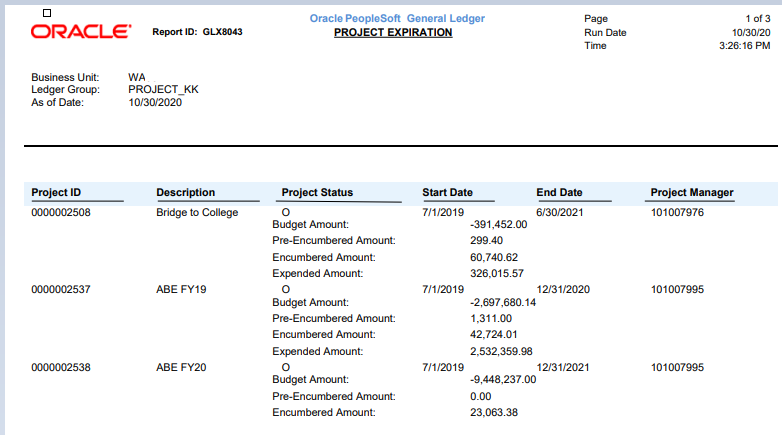 Oracle PeopleSoft General Ledger Page 1 of 3
ORACLE' Report ID: GLX8043 PROJECT EXPIRATION Run Date 10/30/20
Time 3:26:16 PM
Business Unit: WA
Ledger Group: PROJECT_KK
As of Date: 10/30/2020
Project ID Description Project Status Start Date End Date Project Manager
0000002508 Bridge to College O 7/1/2019 6/30/2021 101007976
Budget Amount: -391,452.00
Pre-Encumbered Amount: 299.40
Encumbered Amount: 60,740.62
Expended Amount: 326,015.57
0000002537 ABE FY19 O 7/1/2019 12/31/2020 101007995
Budget Amount: -2,697,680.14
Pre-Encumbered Amount: 1,311.00
Encumbered Amount: 42,724.01
Expended Amount: 2,532,359.98
0000002538 ABE FY20 O 7/1/2019 12/31/2021 101007995
Budget Amount: -9,448,237.00
Pre-Encumbered Amount: 0.00
Encumbered Amount: 23,063.38